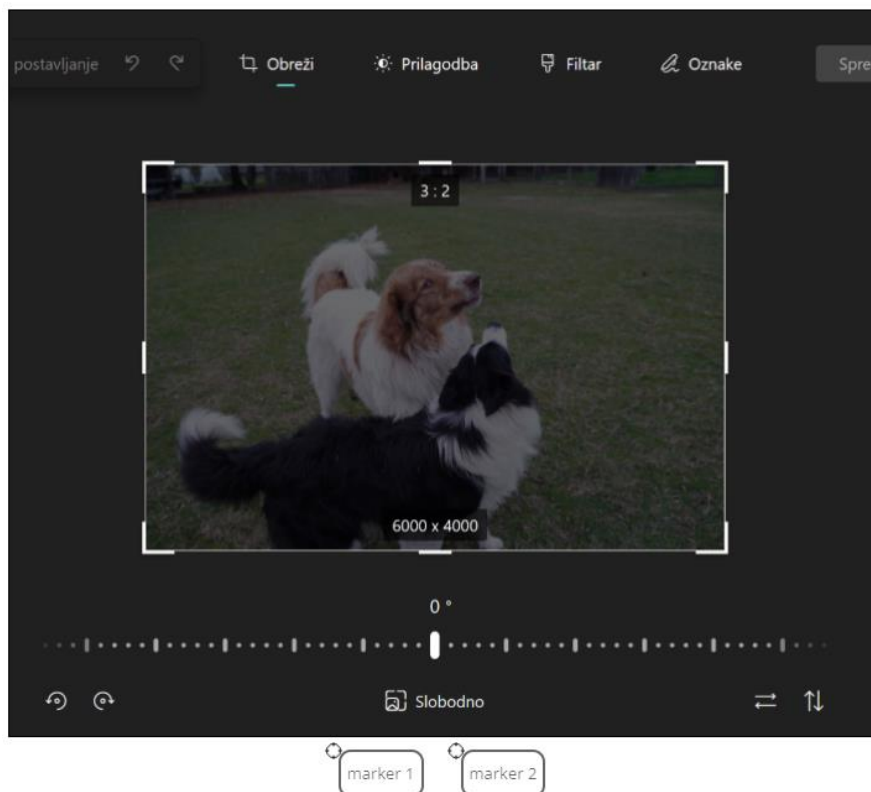 postavljanje Obreži Prilagodba Filtar Oznake Spre
3 : 2
6000 x 4000
0 °
Slobodno
marker 1 marker 2